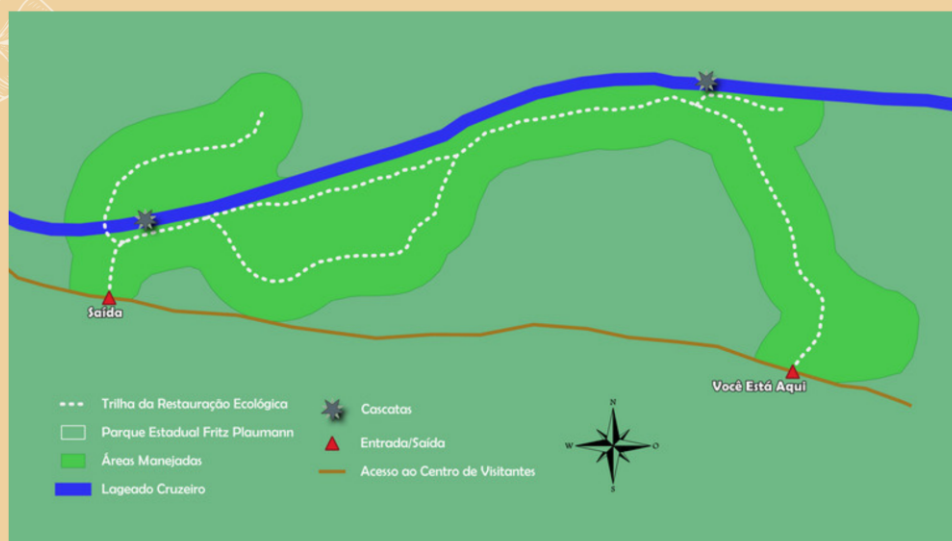 Saída
Você Está Aqui
Trilha da Restauração Ecológica
Parque Estadual Fritz Plaumann
Áreas Manejadas
Lageado Cruzeiro
Cascatas
Entrada/Saída
Acesso ao Centro de Visitantes
N
W
O
S